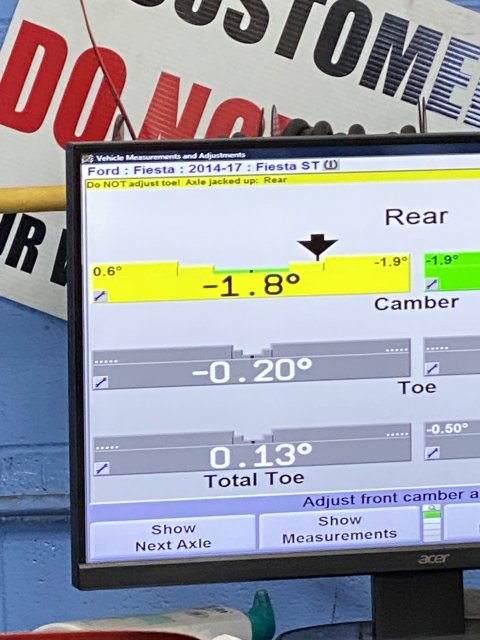 CUSTOME
DO NO
Vehicle Measurements and Adjustments
Ford : Fiesta : 2014-17 : Fiesta ST
Do NOT adjust toe! Axle jacked up: Rear
Rear
0.6° -1.9° -1.9°
-1.8°
Camber
-0.20°
Toe
-0.50°
0.13°
Total Toe
Adjust front camber a
Show
Next Axle
Show
Measurements
acer